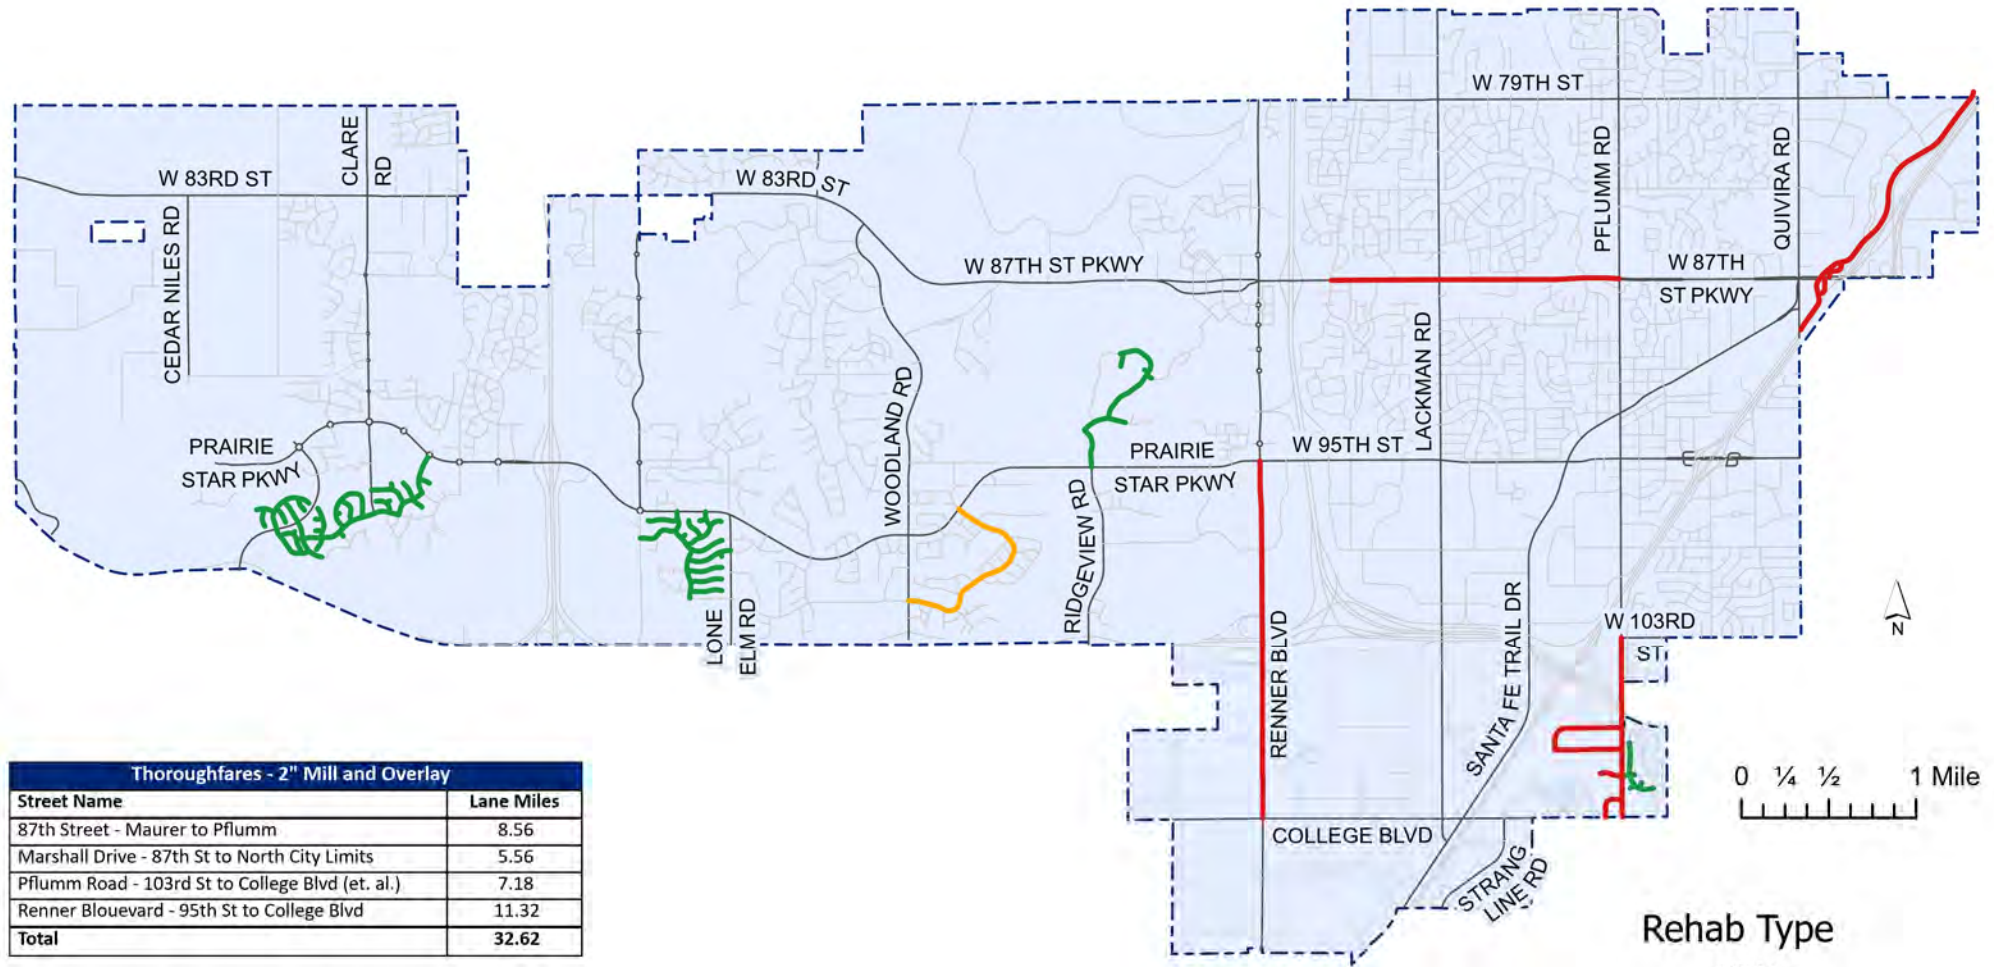 W 79TH ST
CLARE
RD
W 83RD ST
W 83RD ST
PFLUMM RD
QUIVIRA RD
CEDAR NILES RD
W 87TH ST PKWY
W 87TH
ST PKWY
LACKMAN RD
WOODLAND RD
PRAIRIE
STAR PKWY
PRAIRIE
STAR PKWY
W 95TH ST
RIDGEVIEW RD
LONE
ELM RD
RENNER BLVD
SANTA FE TRAIL DR
W 103RD
ST
N
COLLEGE BLVD
STRANG
LINE RD
0 ¼ ½ 1 Mile
Rehab Type
Thoroughfares - 2" Mill and Overlay
Street Name Lane Miles
87th Street - Maurer to Pflumm 8.56
Marshall Drive - 87th St to North City Limits 5.56
Pflumm Road - 103rd St to College Blvd (et. al.) 7.18
Renner Blouevard - 95th St to College Blvd 11.32
Total 32.62